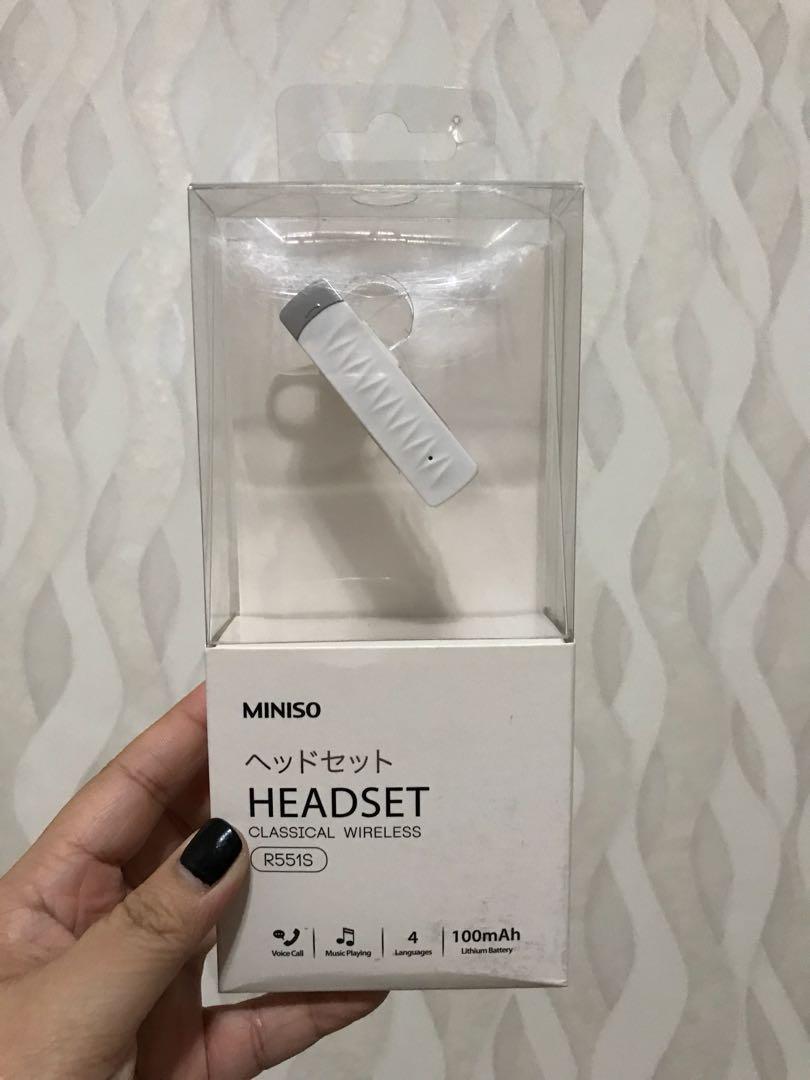 MINISO
ヘッドセット
HEADSET
CLASSICAL WIRELESS
R551S
Voice Call
Music Playing
4
Languages
100mAh
Lithium Battery